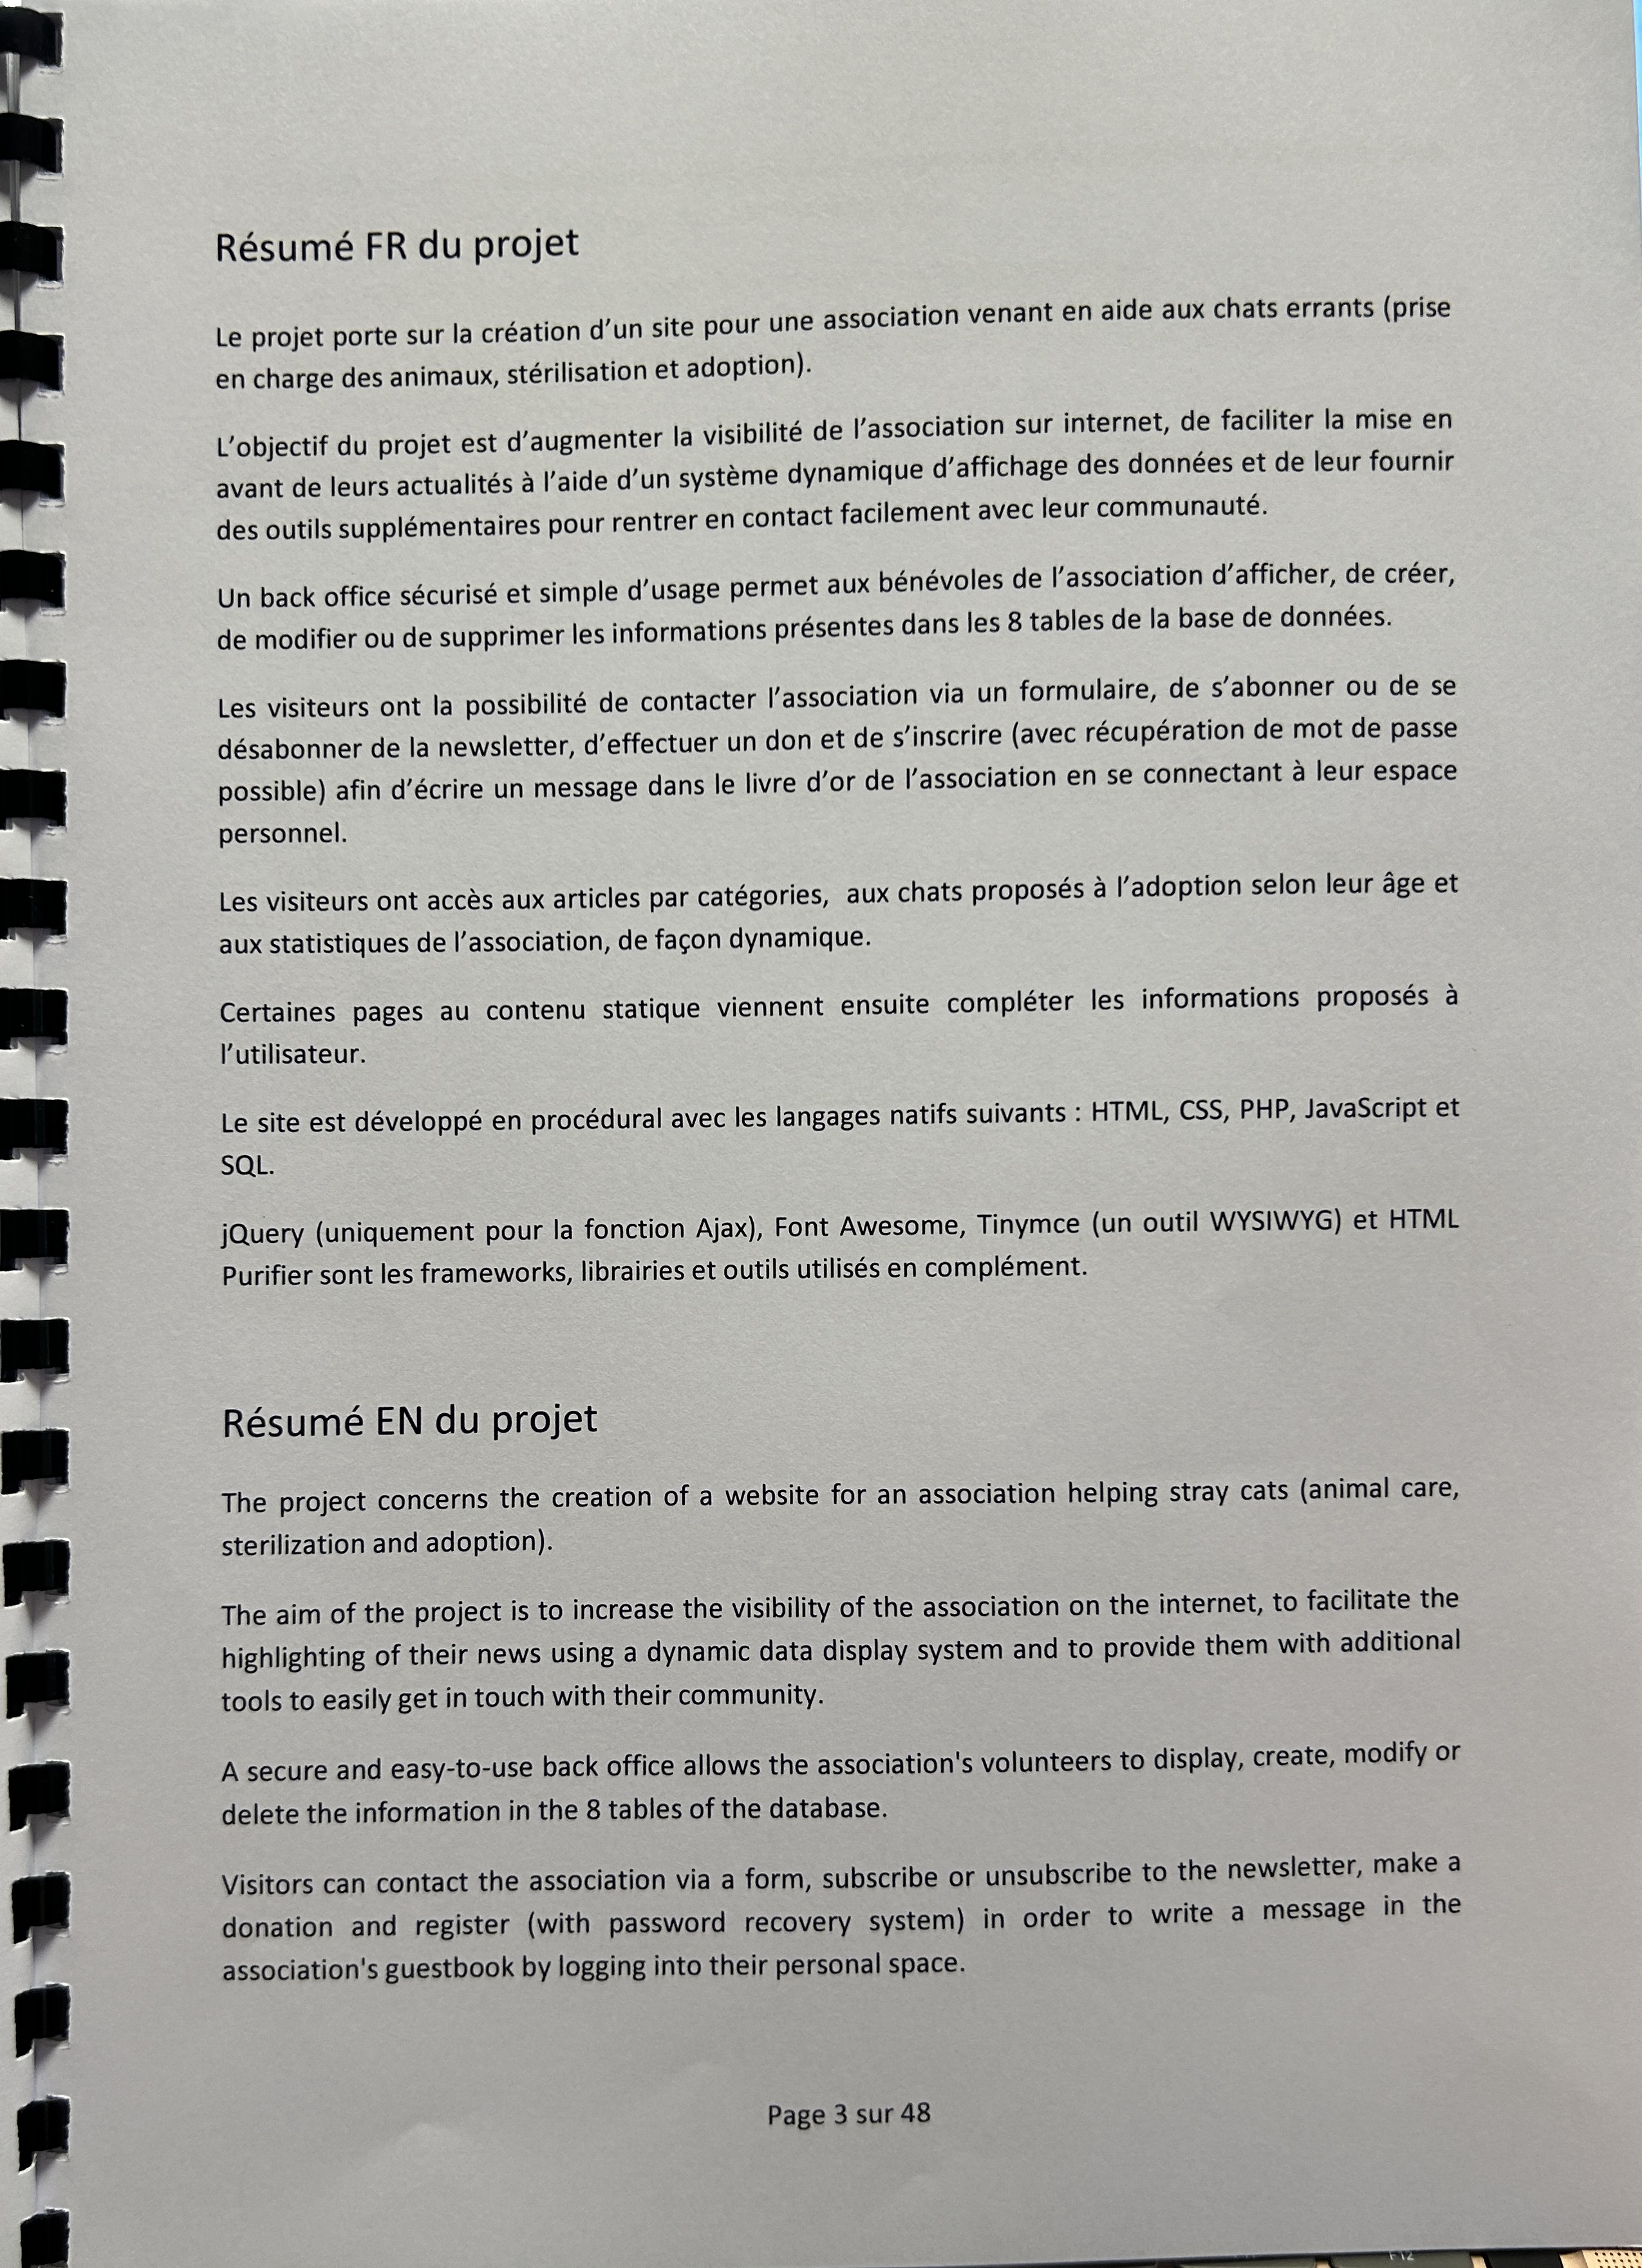 Résumé FR du projet
Le projet porte sur la création d’un site pour une association venant en aide aux chats errants (prise
en charge des animaux, stérilisation et adoption).
L’objectif du projet est d’augmenter la visibilité de l’association sur internet, de faciliter la mise en
avant de leurs actualités à l’aide d’un système dynamique d’affichage des données et de leur fournir
des outils supplémentaires pour rentrer en contact facilement avec leur communauté.
Un back office sécurisé et simple d’usage permet aux bénévoles de l’association d’afficher, de créer,
de modifier ou de supprimer les informations présentes dans les 8 tables de la base de données.
Les visiteurs ont la possibilité de contacter l’association via un formulaire, de s’abonner ou de se
désabonner de la newsletter, d’effectuer un don et de s’inscrire (avec récupération de mot de passe
possible) afin d’écrire un message dans le livre d’or de l’association en se connectant à leur espace
personnel.
Les visiteurs ont accès aux articles par catégories,  aux chats proposés à l’adoption selon leur âge et
aux statistiques de l’association, de façon dynamique.
Certaines pages au contenu statique viennent ensuite compléter les informations proposés à
l’utilisateur.
Le site est développé en procédural avec les langages natifs suivants : HTML, CSS, PHP, JavaScript et
SQL.
jQuery (uniquement pour la fonction Ajax), Font Awesome, Tinymce (un outil WYSIWYG) et HTML
Purifier sont les frameworks, librairies et outils utilisés en complément.
Résumé EN du projet
The project concerns the creation of a website for an association helping stray cats (animal care,
sterilization and adoption).
The aim of the project is to increase the visibility of the association on the internet, to facilitate the
highlighting of their news using a dynamic data display system and to provide them with additional
tools to easily get in touch with their community.
A secure and easy-to-use back office allows the association's volunteers to display, create, modify or
delete the information in the 8 tables of the database.
Visitors can contact the association via a form, subscribe or unsubscribe to the newsletter, make a
donation and register (with password recovery system) in order to write a message in the
association's guestbook by logging into their personal space.
Page 3 sur 48
F12